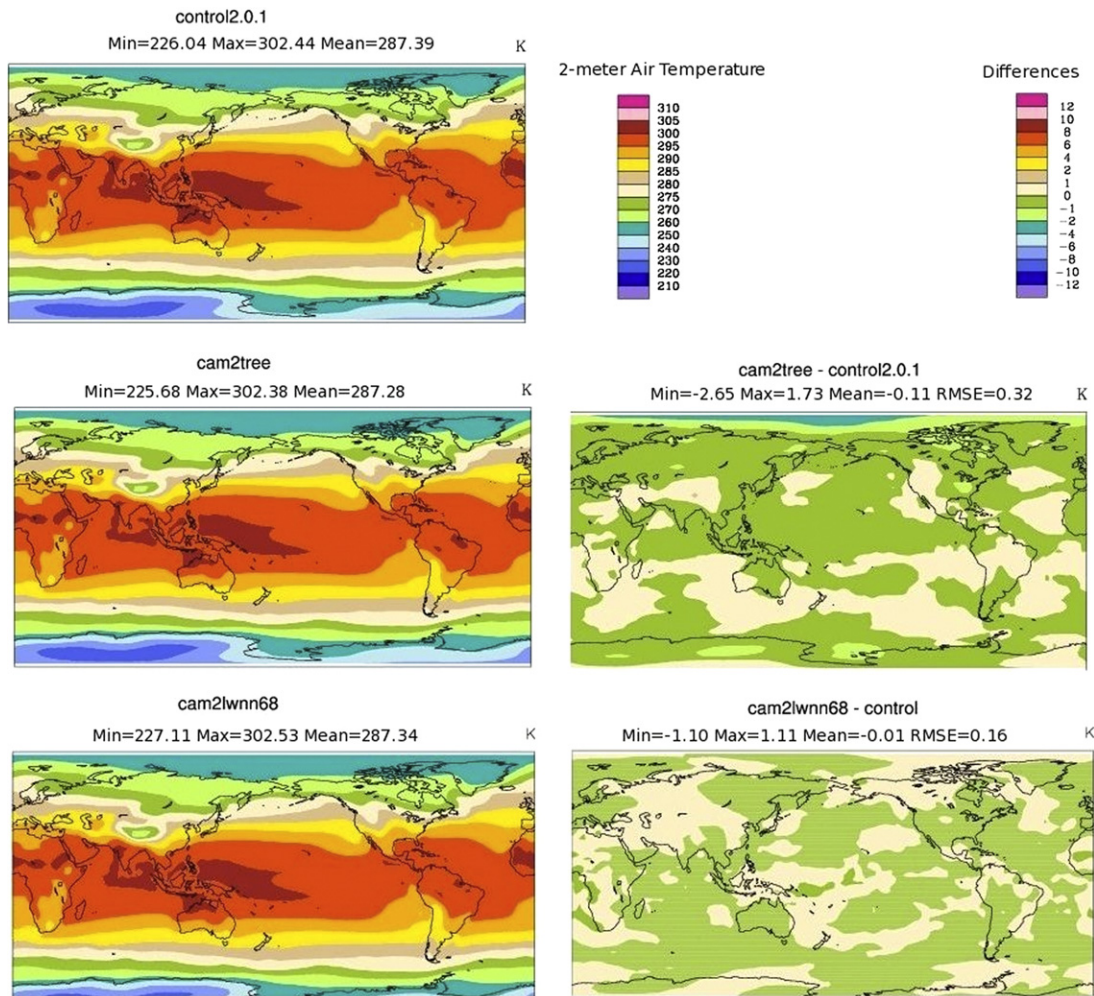 control2.0.1
Min=226.04 Max=302.44 Mean=287.39 K
2-meter Air Temperature
310
305
300
295
290
285
280
275
270
260
250
240
230
220
210
Differences
12
10
8
6
4
2
1
0
-1
-2
-4
-6
-8
-10
-12
cam2tree
Min=225.68 Max=302.38 Mean=287.28 K
cam2tree - control2.0.1
Min=-2.65 Max=1.73 Mean=-0.11 RMSE=0.32 K
cam2lwnn68
Min=227.11 Max=302.53 Mean=287.34 K
cam2lwnn68 - control
Min=-1.10 Max=1.11 Mean=-0.01 RMSE=0.16 K